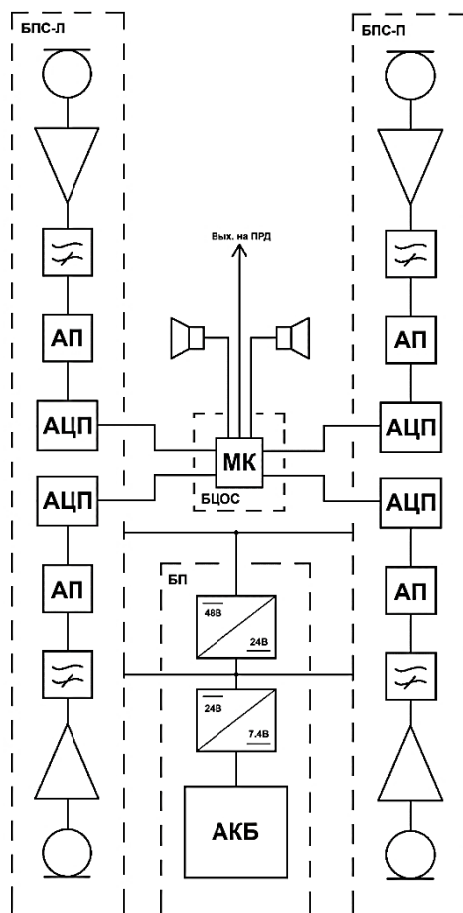 БПС-Л
БПС-П
Вых. на ПРД
АП
АП
АЦП
АЦП
МК
БЦОС
АЦП
АЦП
АП
АП
БП
48В
24В
24В
7.4В
АКБ